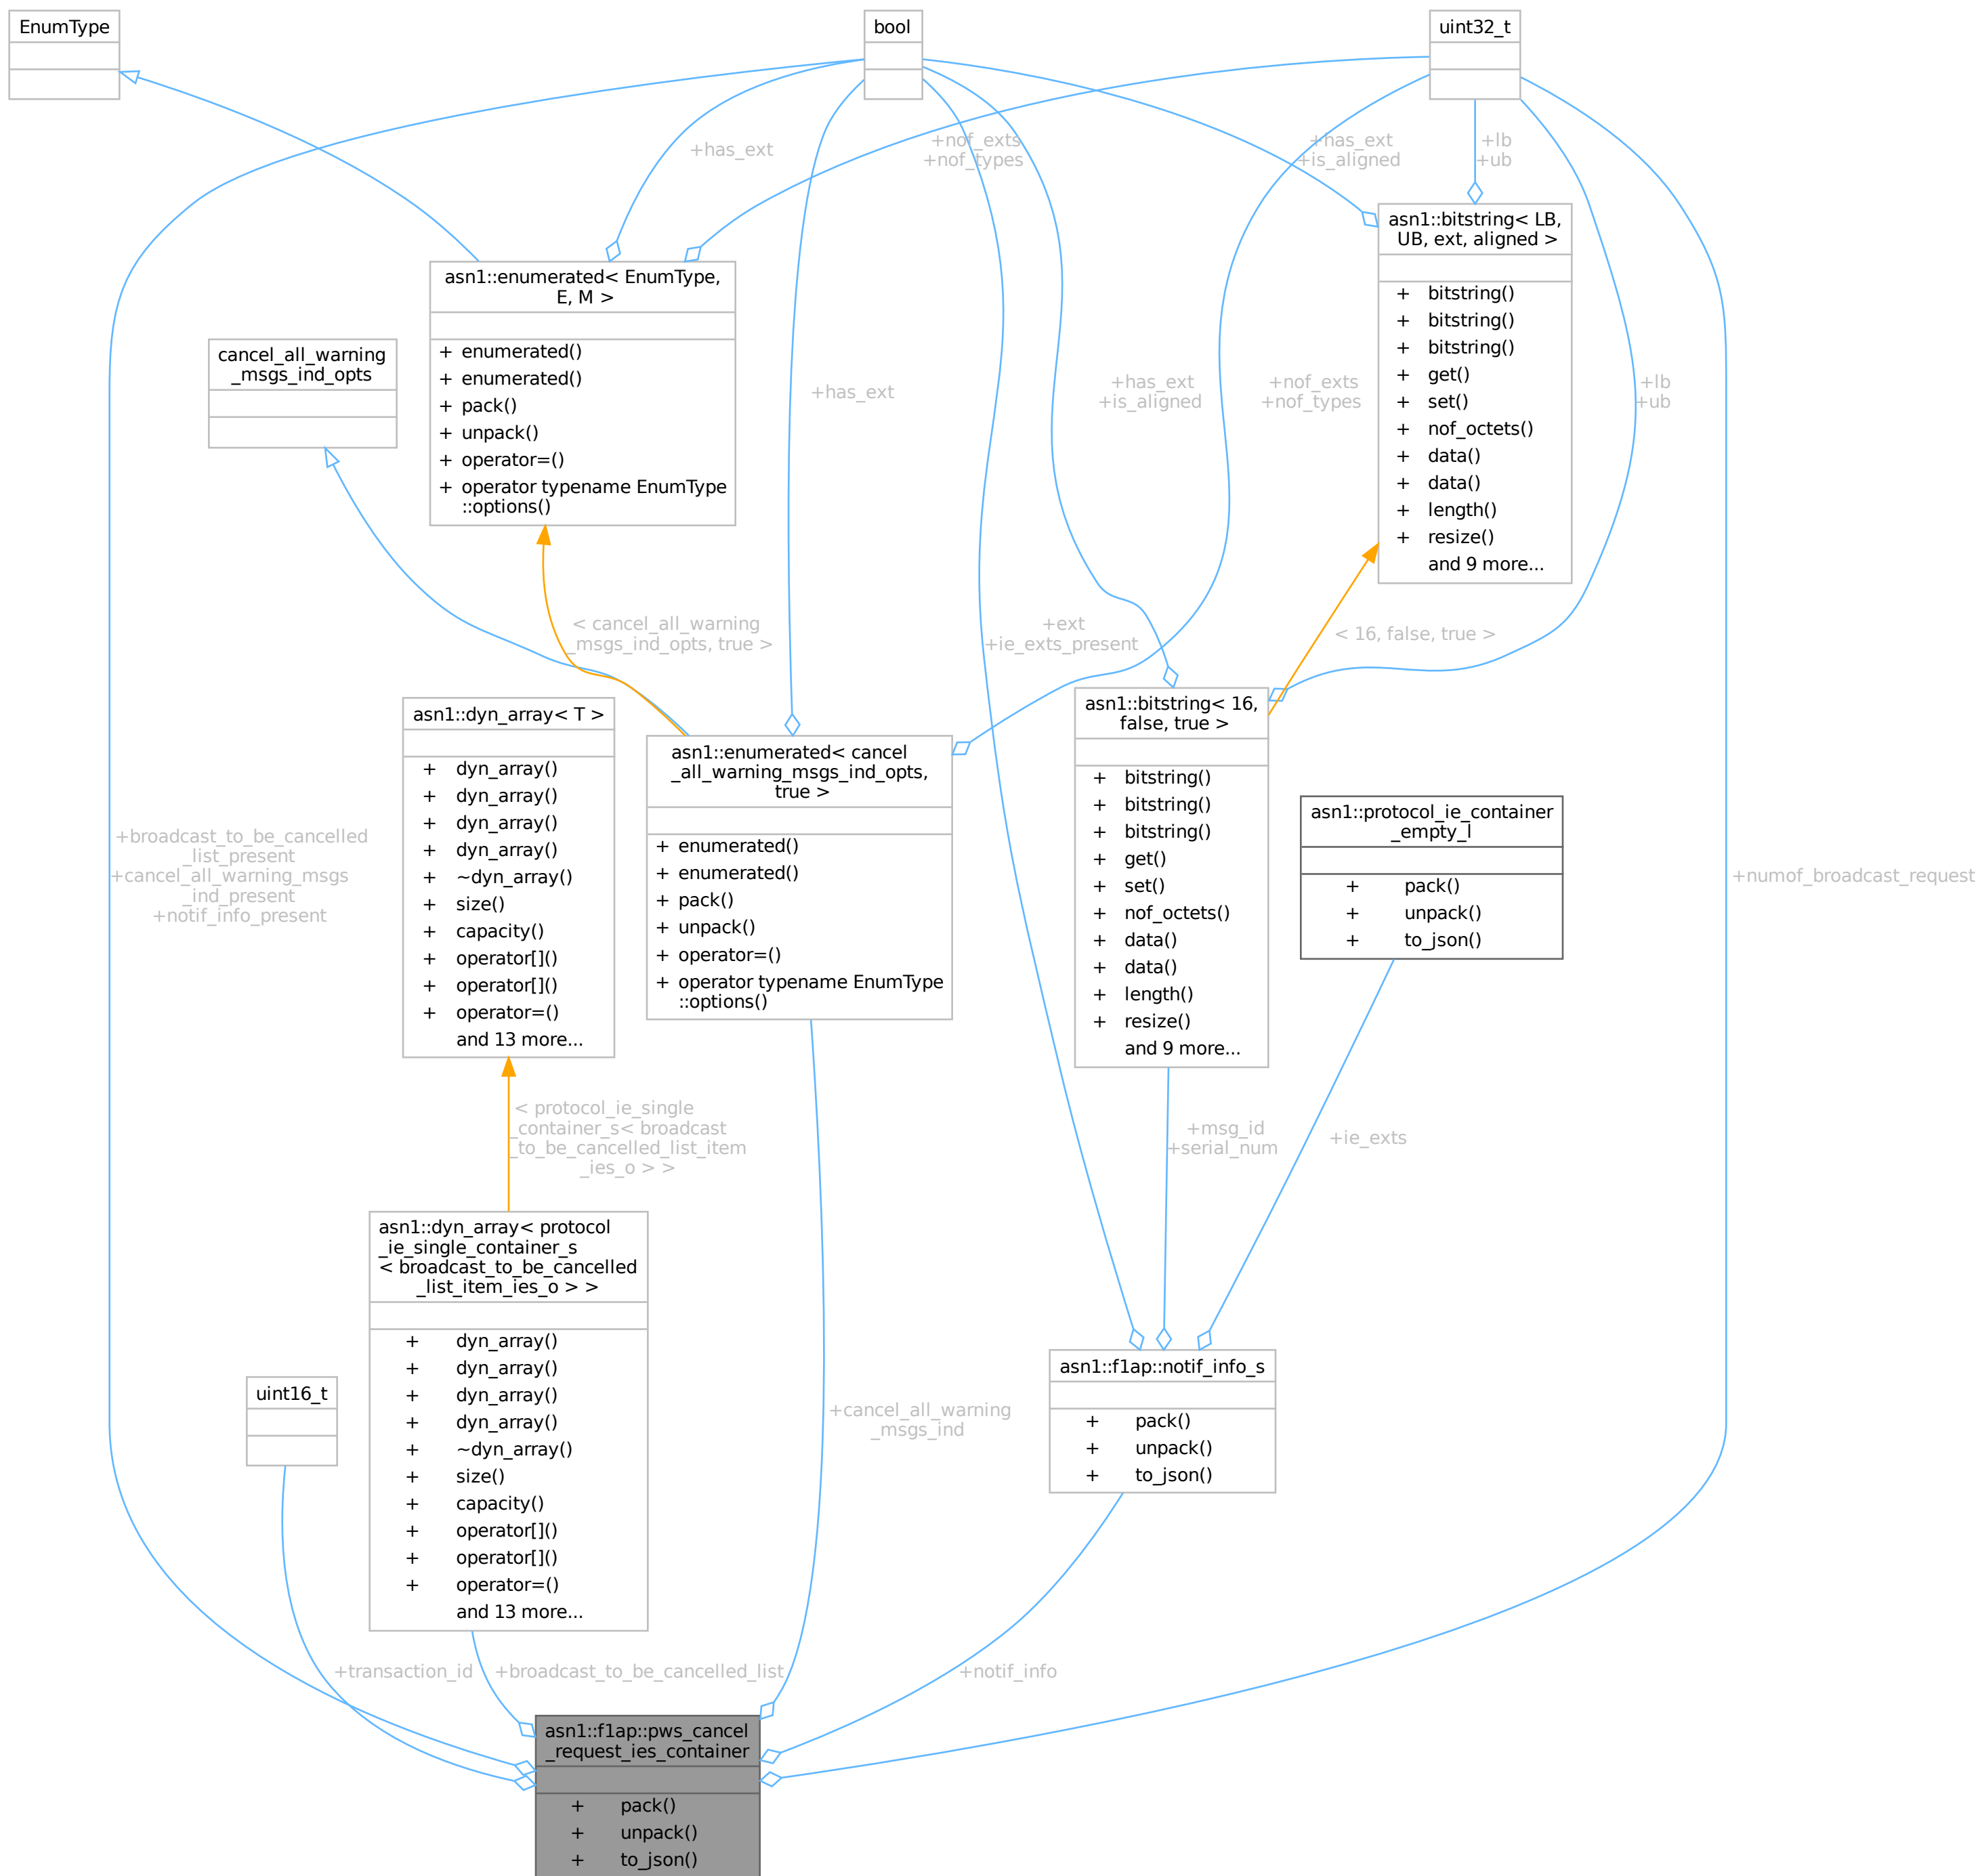 EnumType
bool
uint32_t
+has_ext
+nof_exts
+nof_types
+has_ext
+is_aligned
+lb
+ub
asn1::bitstring< LB,
UB, ext, aligned >
+ bitstring()
+ bitstring()
+ bitstring()
+ get()
+ set()
+ nof_octets()
+ data()
+ data()
+ length()
+ resize()
and 9 more...
asn1::enumerated< EnumType,
E, M >
+ enumerated()
+ enumerated()
+ pack()
+ unpack()
+ operator=()
+ operator typename EnumType
::options()
cancel_all_warning
_msgs_ind_opts
+has_ext
+has_ext
+is_aligned
+nof_exts
+nof_types
+lb
+ub
< cancel_all_warning
_msgs_ind_opts, true >
+ext
+ie_exts_present
< 16, false, true >
asn1::dyn_array< T >
+ dyn_array()
+ dyn_array()
+ dyn_array()
+ dyn_array()
+ ~dyn_array()
+ size()
+ capacity()
+ operator[]()
+ operator[]()
+ operator=()
and 13 more...
asn1::enumerated< cancel
_all_warning_msgs_ind_opts,
true >
+ enumerated()
+ enumerated()
+ pack()
+ unpack()
+ operator=()
+ operator typename EnumType
::options()
asn1::bitstring< 16,
false, true >
+ bitstring()
+ bitstring()
+ bitstring()
+ get()
+ set()
+ nof_octets()
+ data()
+ data()
+ length()
+ resize()
and 9 more...
asn1::protocol_ie_container
_empty_l
+ pack()
+ unpack()
+ to_json()
+broadcast_to_be_cancelled
_list_present
+cancel_all_warning_msgs
_ind_present
+notif_info_present
+numof_broadcast_request
< protocol_ie_single
_container_s< broadcast
_to_be_cancelled_list_item
_ies_o > >
+msg_id
+serial_num
+ie_exts
asn1::dyn_array< protocol
_ie_single_container_s
< broadcast_to_be_cancelled
_list_item_ies_o > >
+ dyn_array()
+ dyn_array()
+ dyn_array()
+ dyn_array()
+ ~dyn_array()
+ size()
+ capacity()
+ operator[]()
+ operator[]()
+ operator=()
and 13 more...
uint16_t
+cancel_all_warning
_msgs_ind
asn1::f1ap::notif_info_s
+ pack()
+ unpack()
+ to_json()
+transaction_id
+broadcast_to_be_cancelled_list
+notif_info
asn1::f1ap::pws_cancel
_request_ies_container
+ pack()
+ unpack()
+ to_json()